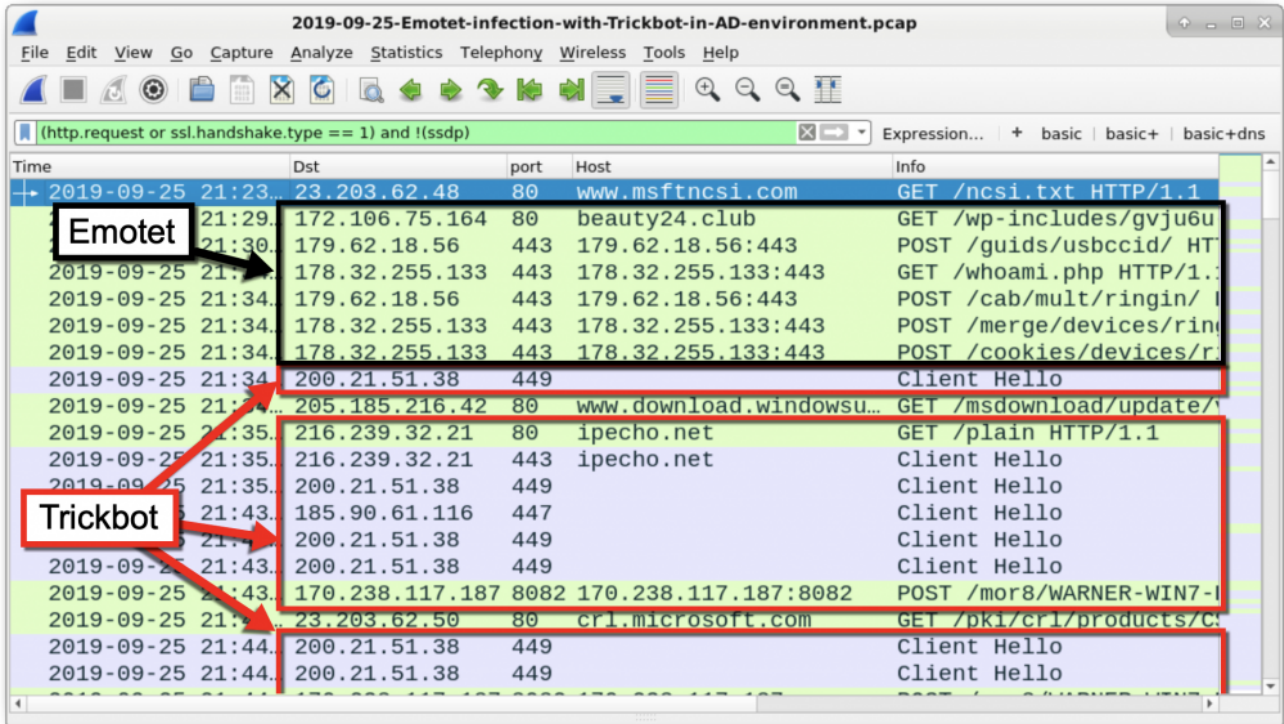 2019-09-25-Emotet-infection-with-Trickbot-in-AD-environment.pcap
File Edit View Go Capture Analyze Statistics Telephony Wireless Tools Help
(http.request or ssl.handshake.type == 1) and !(ssdp) Expression... + basic basic+ basic+dns
Time Dst port Host Info
2019-09-25 21:23… 23.203.62.48 80 www.msftncsi.com GET /ncsi.txt HTTP/1.1
Emotet
21:29… 172.106.75.164 80 beauty24.club GET /wp-includes/gvju6u
21:30… 179.62.18.56 443 179.62.18.56:443 POST /guids/usbccid/
2019-09-25 178.32.255.133 443 178.32.255.133:443 GET /whoami.php HTTP/1.
2019-09-25 21:34… 179.62.18.56 443 179.62.18.56:443 POST /cab/mult/ringin/
2019-09-25 21:34… 178.32.255.133 443 178.32.255.133:443 POST /merge/devices/rin
2019-09-25 21:34… 178.32.255.133 443 178.32.255.133:443 POST /cookies/devices/r
2019-09-25 21:34… 200.21.51.38 449 Client Hello
2019-09-25 205.185.216.42 80 www.download.windowsu… GET /msdownload/update/
2019-09-25 21:35… 216.239.32.21 80 ipecho.net GET /plain HTTP/1.1
2019-09-25 21:35… 216.239.32.21 443 ipecho.net Client Hello
2019-09-25 21:35… 200.21.51.38 449 Client Hello
Trickbot
21:43… 185.90.61.116 447 Client Hello
200.21.51.38 449 Client Hello
2019-09-25 21:43… 200.21.51.38 449 Client Hello
2019-09-25 21:43… 170.238.117.187 8082 170.238.117.187:8082 POST /mor8/WARNER-WIN7-
2019-09-25 23.203.62.50 80 crl.microsoft.com GET /pki/crl/products/
2019-09-25 21:44… 200.21.51.38 449 Client Hello
2019-09-25 21:44… 200.21.51.38 449 Client Hello